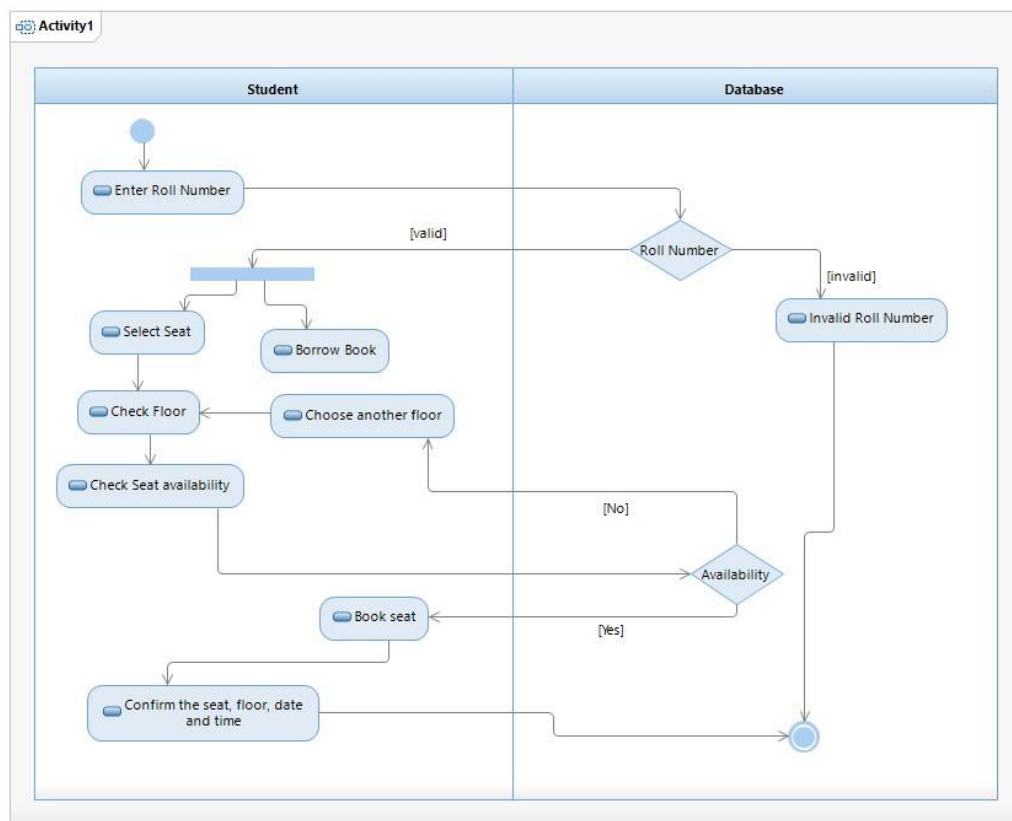 Activity1
Student
Database
Enter Roll Number
[valid]
Roll Number
[invalid]
Select Seat
Borrow Book
Invalid Roll Number
Check Floor
Choose another floor
Check Seat availability
[No]
Availability
Book seat
[Yes]
Confirm the seat, floor, date
and time